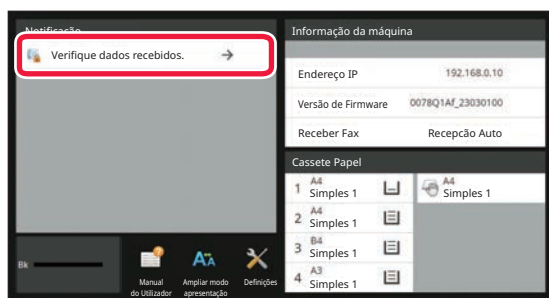 Notificação
Verifique dados recebidos.
Informação da máquina
Endereço IP 192.168.0.10
Versão de Firmware 0078Q1Af_23030100
Receber Fax Recepcão Auto
Cassete Papel
1 A4
Simples 1
A4
Simples 1
2 A4
Simples 1
3 B4
Simples 1
4 A3
Simples 1
Bk
Manual
do Utilizador
Ampliar modo
apresentação
Definições